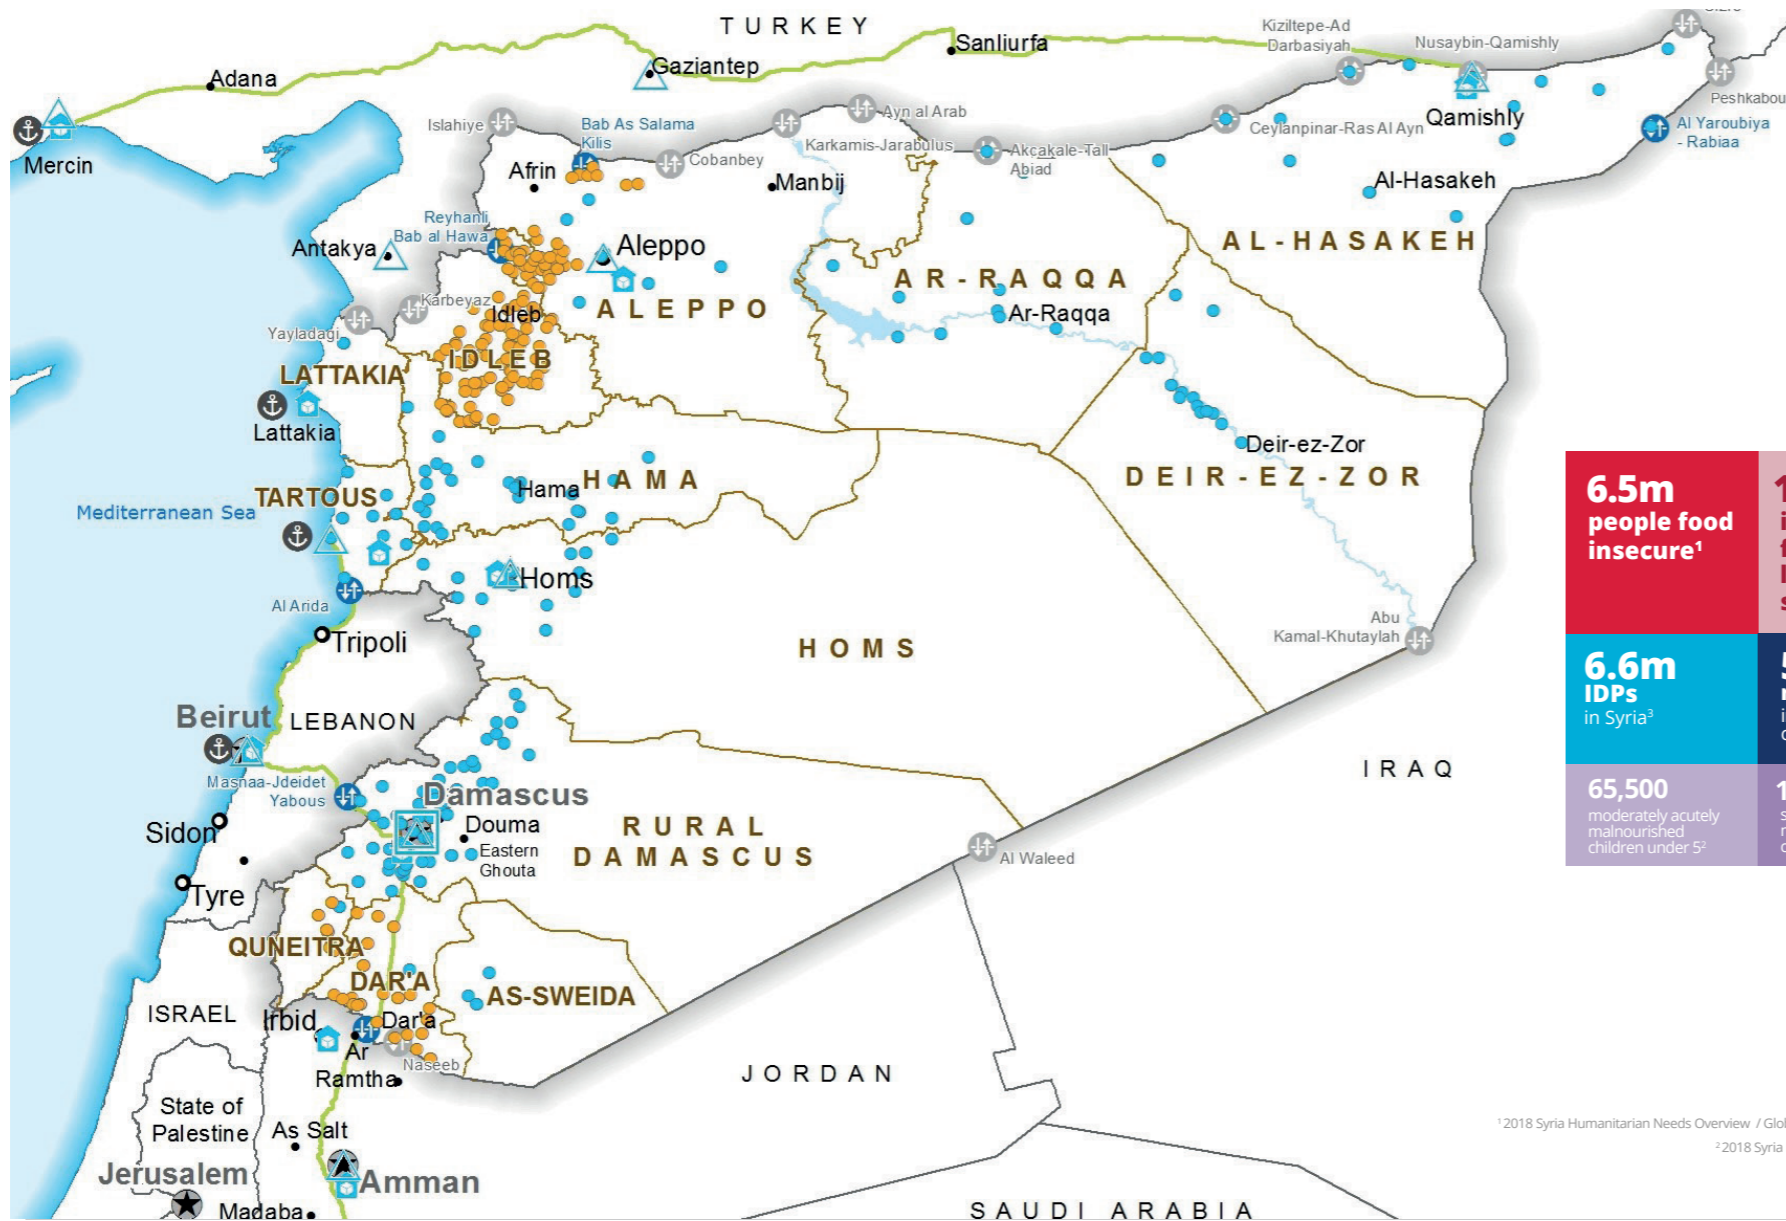 TURKEY
Kiziltepe-Ad
Darbasiyah
Nusaybin-Qamishly
Sanliurfa
Gaziantep
Adana
Peshkabou
Mercin
Islahiye
Bab As Salama
Kilis
Ayn al Arab
Karkamis-Jarabulus
Ceylanpinar-Ras Al Ayn
Qamishly
Al Yaroubiya
- Rabiaa
Cobanbey
Akcakale-Tall
Abiad
Afrin
Manbij
Al-Hasakeh
Reyhanli
Bab al Hawa
Antakya
Aleppo
AL-HASAKEH
AR-RAQQA
Karbeyaz
Idleb
ALEPPO
Ar-Raqqa
Yayladagi
IDLEB
LATTAKIA
Lattakia
Deir-ez-Zor
DEIR-EZ-ZOR
HAMA
Hama
TARTOUS
Mediterranean Sea
6.5m
people food
insecure¹
Homs
Al Arida
Abu
Kamal-Khutaylah
Tripoli
HOMS
6.6m
IDPs
in Syria³
Beirut
LEBANON
IRAQ
Masnaa-Jdeidet
Yabous
Damascus
65,500
moderately acutely
malnourished
children under 5²
Sidon
Douma
Eastern
Ghouta
RURAL
DAMASCUS
Al Waleed
Tyre
QUNEITRA
DAR'A
AS-SWEIDA
ISRAEL
Irbid
Dar'a
Ar
Ramtha
Naseeb
JORDAN
State of
Palestine
As Salt
¹ 2018 Syria Humanitarian Needs Overview / Glo
² 2018 Syria
Jerusalem
Amman
Madaba
SAUDI ARABIA